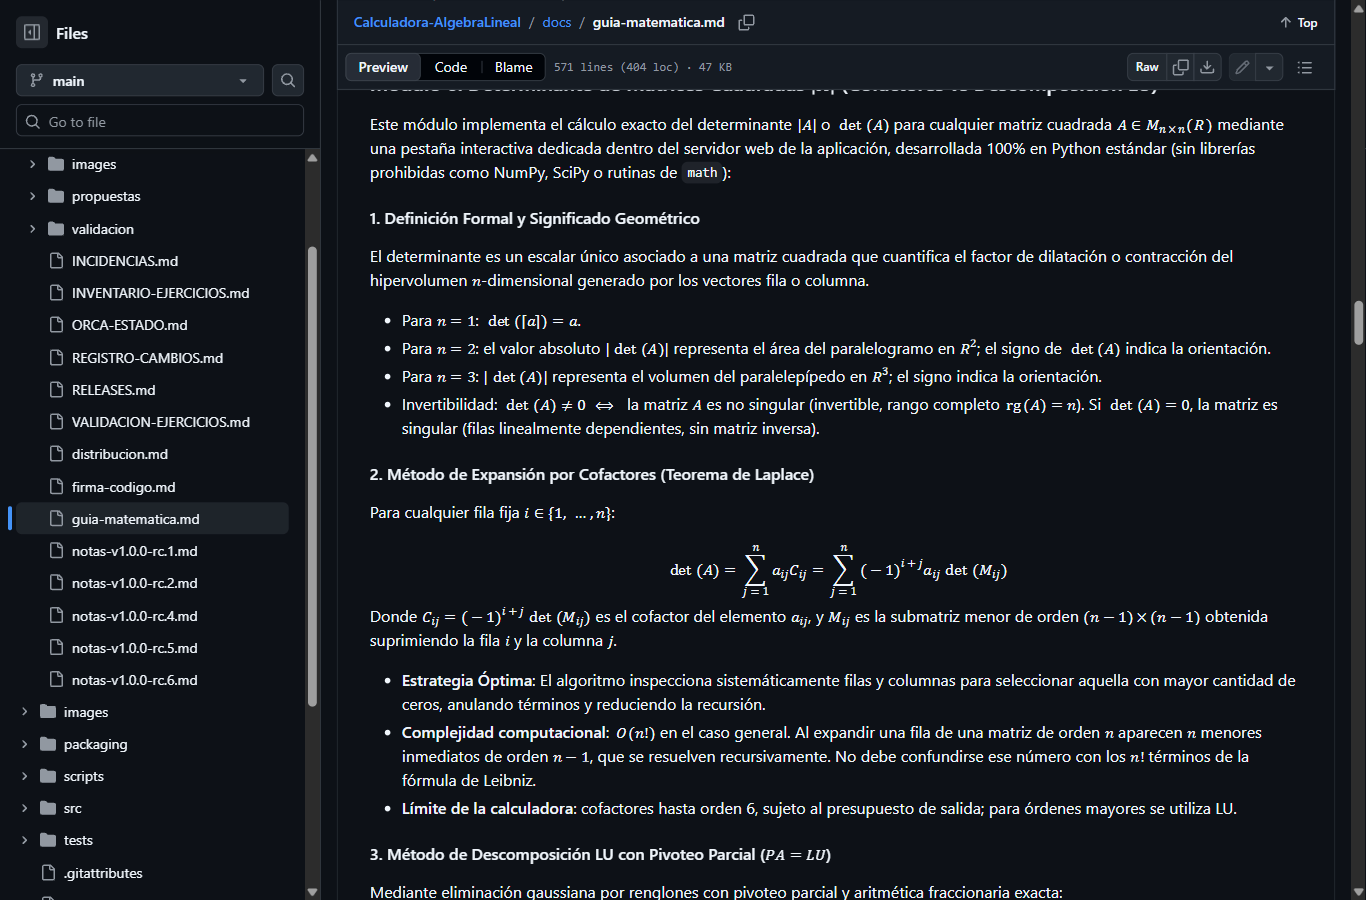 Files
main
Go to file
images
propuestas
validacion
INCIDENCIAS.md
INVENTARIO-EJERCICIOS.md
ORCA-ESTADO.md
REGISTRO-CAMBIOS.md
RELEASES.md
VALIDACION-EJERCICIOS.md
distribucion.md
firma-codigo.md
guia-matematica.md
notas-v1.0.0-rc.1.md
notas-v1.0.0-rc.2.md
notas-v1.0.0-rc.4.md
notas-v1.0.0-rc.5.md
notas-v1.0.0-rc.6.md
images
packaging
scripts
src
tests
.gitattributes
Calculadora-AlgebraLineal / docs / guia-matematica.md
Top
Preview Code Blame 571 lines (404 loc) · 47 KB
Raw
Este módulo implementa el cálculo exacto del determinante |A| o det (A) para cualquier matriz cuadrada A ∈ Mₙ×ₙ(R) mediante
una pestaña interactiva dedicada dentro del servidor web de la aplicación, desarrollada 100% en Python estándar (sin librerías
prohibidas como NumPy, SciPy o rutinas de math):
1. Definición Formal y Significado Geométrico
El determinante es un escalar único asociado a una matriz cuadrada que cuantifica el factor de dilatación o contracción del
hipervolumen n-dimensional generado por los vectores fila o columna.
• Para n = 1: det (⌈a⌉) = a.
• Para n = 2: el valor absoluto | det (A)| representa el área del paralelogramo en R²; el signo de det (A) indica la orientación.
• Para n = 3: | det (A)| representa el volumen del paralelepípedo en R³; el signo indica la orientación.
• Invertibilidad: det (A) ≠ 0 ⟺ la matriz A es no singular (invertible, rango completo rg(A) = n). Si det (A) = 0, la matriz es
singular (filas linealmente dependientes, sin matriz inversa).
2. Método de Expansión por Cofactores (Teorema de Laplace)
Para cualquier fila fija i ∈ {1, …,n}:
det (A) = ∑_{j=1}^{n} a_{ij}C_{ij} = ∑_{j=1}^{n} (−1)^{i+j} a_{ij} det (M_{ij})
Donde C_{ij} = (−1)^{i+j} det (M_{ij}) es el cofactor del elemento a_{ij}, y M_{ij} es la submatriz menor de orden (n − 1) × (n − 1) obtenida
suprimiendo la fila i y la columna j.
• Estrategia Óptima: El algoritmo inspecciona sistemáticamente filas y columnas para seleccionar aquella con mayor cantidad de
ceros, anulando términos y reduciendo la recursión.
• Complejidad computacional: O(n!) en el caso general. Al expandir una fila de una matriz de orden n aparecen n menores
inmediatos de orden n − 1, que se resuelven recursivamente. No debe confundirse ese número con los n! términos de la
fórmula de Leibniz.
• Límite de la calculadora: cofactores hasta orden 6, sujeto al presupuesto de salida; para órdenes mayores se utiliza LU.
3. Método de Descomposición LU con Pivoteo Parcial (PA = LU)
Mediante eliminación gaussiana por renglones con pivoteo parcial y aritmética fraccionaria exacta: